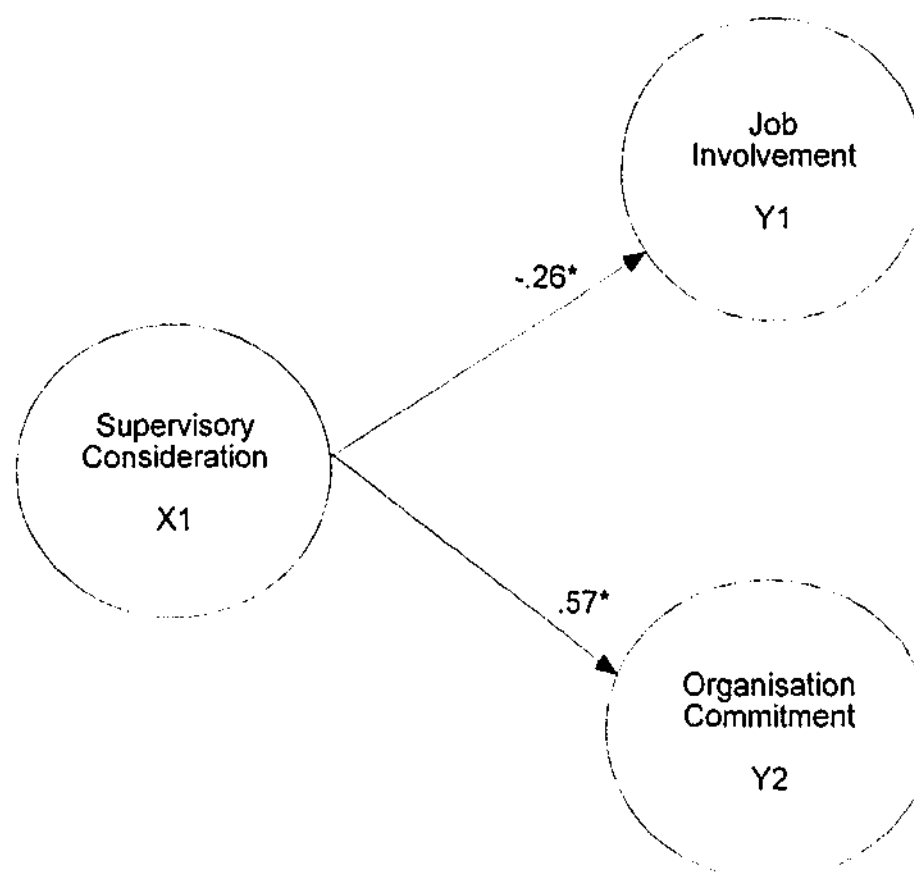 Job
Involvement
Y1
-.26*
Supervisory
Consideration
X1
.57*
Organisation
Commitment
Y2